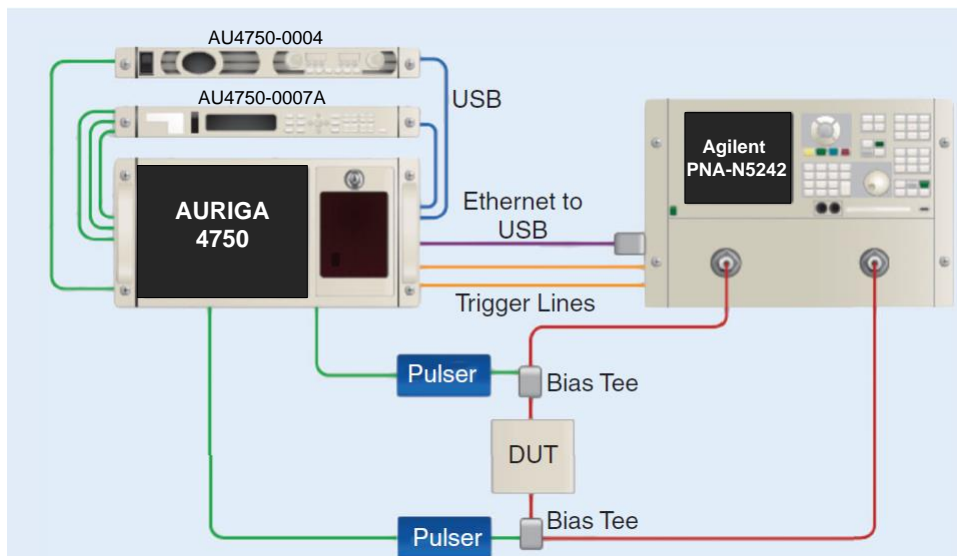 AU4750-0004
USB
AU4750-0007A
AURIGA
4750
Agilent
PNA-N5242
Ethernet to
USB
Trigger Lines
Pulser
Bias Tee
DUT
Pulser
Bias Tee